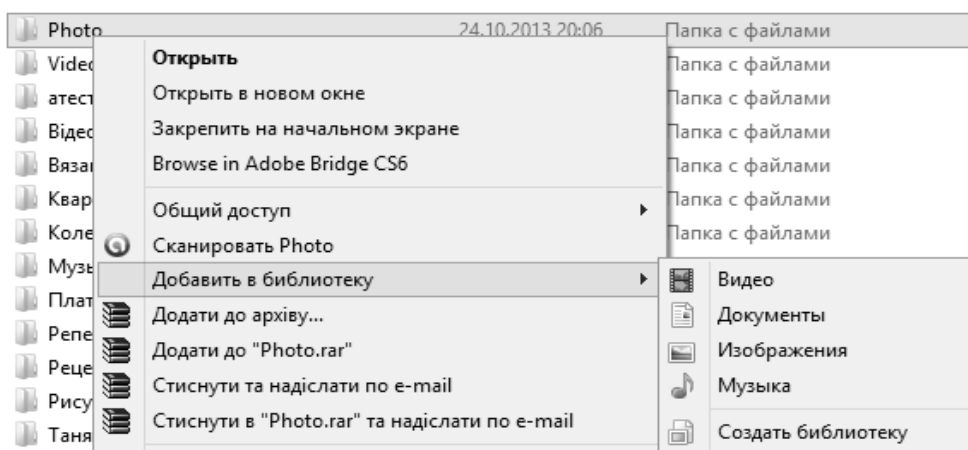 Photo 24.10.2013 20:06 Папка с файлами
Открыть
Папка с файлами
Открыть в новом окне
Папка с файлами
Закрепить на начальном экране
Папка с файлами
Browse in Adobe Bridge CS6
Папка с файлами
Папка с файлами
Общий доступ
Папка с файлами
Сканировать Photo
Добавить в библиотеку
Видео
Додати до архіву...
Документы
Додати до "Photo.rar"
Изображения
Стиснути та надіслати по e-mail
Музыка
Стиснути в "Photo.rar" та надіслати по e-mail
Создать библиотеку
Таня